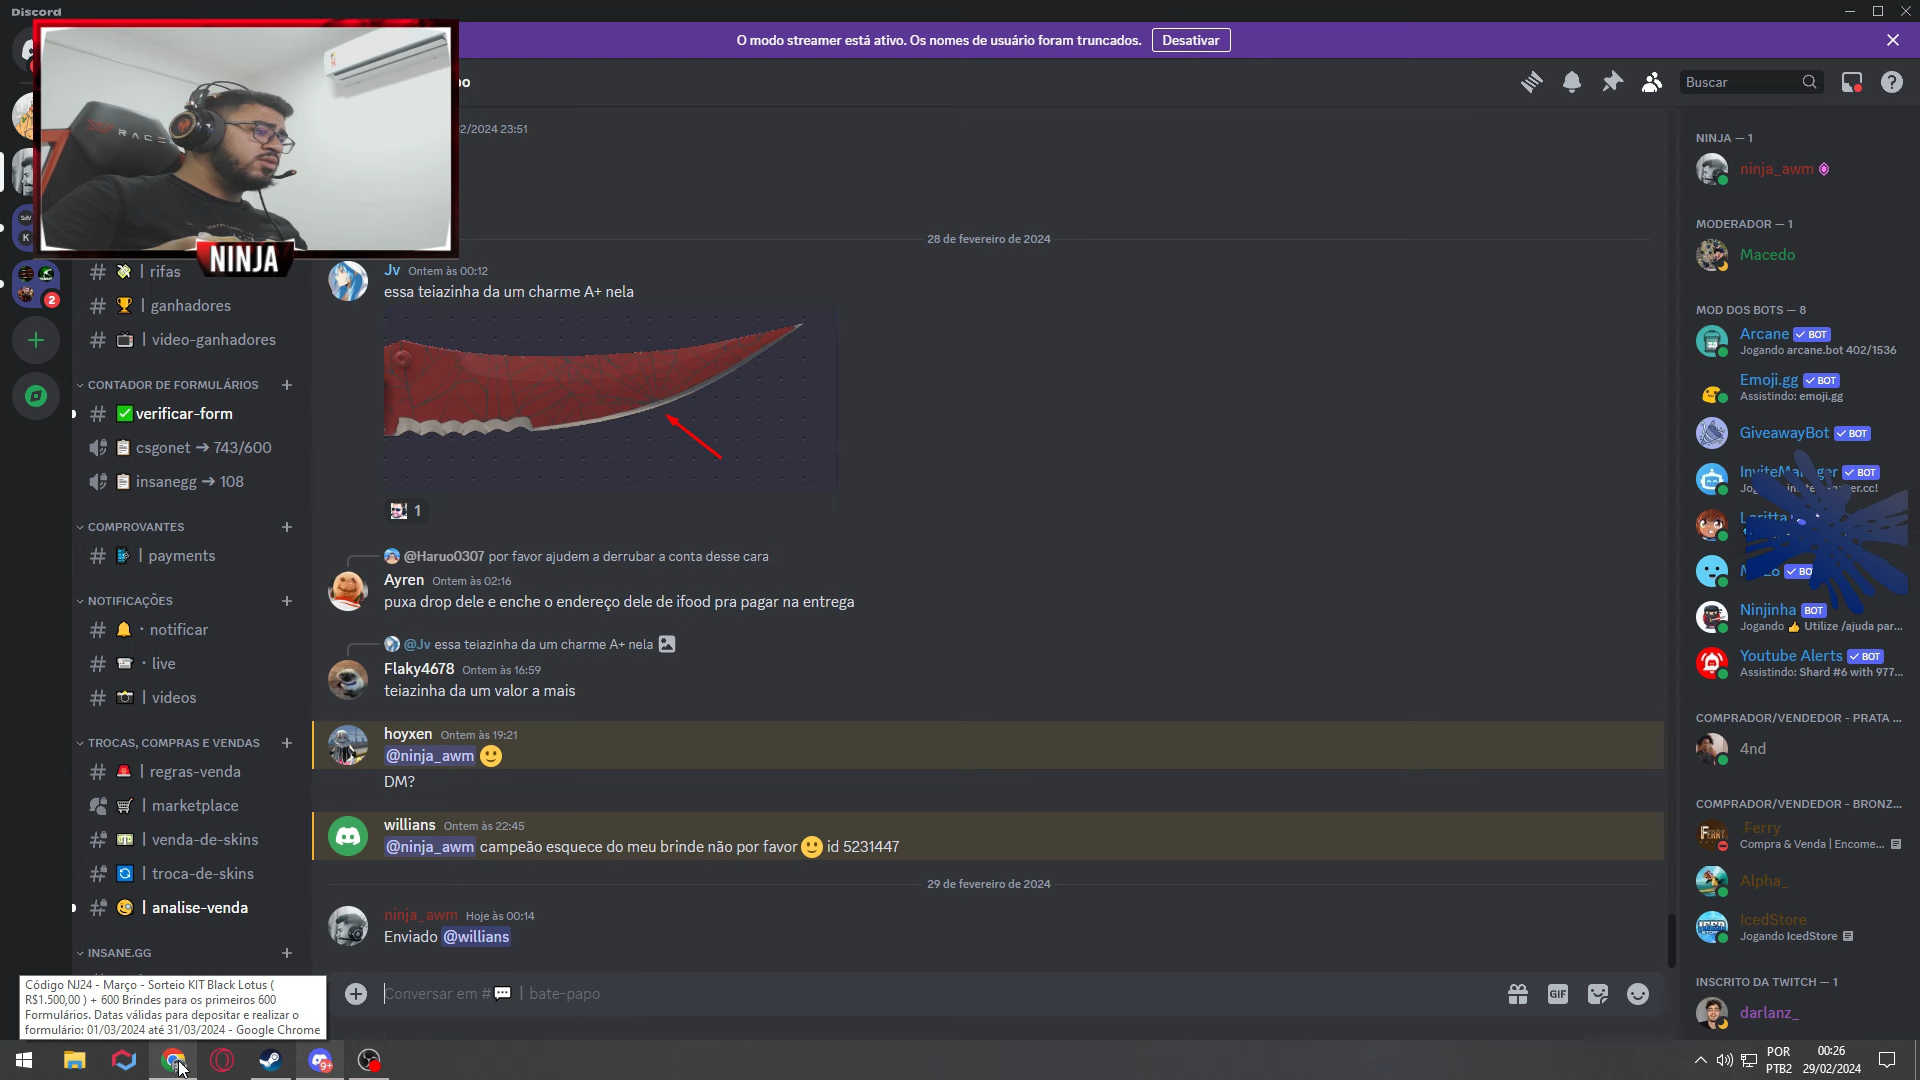 Discord
O modo streamer está ativo. Os nomes de usuário foram truncados.
Desativar
RACE
NINJA
Buscar
/2024 23:51
28 de fevereiro de 2024
| rifas
| ganhadores
| video-ganhadores
CONTADOR DE FORMULÁRIOS
verificar-form
csgonet → 743/600
insanegg → 108
COMPROVANTES
| payments
NOTIFICAÇÕES
· notificar
· live
| videos
TROCAS, COMPRAS E VENDAS
| regras-venda
| marketplace
| venda-de-skins
| troca-de-skins
| analise-venda
INSANE.GG
2
Jv Ontem às 00:12
essa teiazinha da um charme A+ nela
1
@Haruo0307 por favor ajudem a derrubar a conta desse cara
Ayren Ontem às 02:16
puxa drop dele e enche o endereço dele de ifood pra pagar na entrega
@Jv essa teiazinha da um charme A+ nela
Flaky4678 Ontem às 16:59
teiazinha da um valor a mais
hoyxen Ontem às 19:21
@ninja_awm 🙂
DM?
willians Ontem às 22:45
@ninja_awm campeão esquece do meu brinde não por favor 🙂 id 5231447
29 de fevereiro de 2024
ninja_awm Hoje às 00:14
Enviado @willians
Conversar em #💬 | bate-papo
GIF
NINJA — 1
ninja_awm
MODERADOR — 1
Macedo
MOD DOS BOTS — 8
Arcane BOT
Jogando arcane.bot 402/1536
Emoji.gg BOT
Assistindo: emoji.gg
GiveawayBot BOT
InviteManager BOT
Loritta
Ninjinha BOT
Jogando 👍 Utilize /ajuda par...
Youtube Alerts BOT
Assistindo: Shard #6 with 977...
COMPRADOR/VENDEDOR - PRATA ...
4nd
COMPRADOR/VENDEDOR - BRONZ...
.Ferry
Compra & Venda | Encome...
Alpha_
IcedStore
Jogando IcedStore
INSCRITO DA TWITCH — 1
darlanz_
Código NJ24 - Março - Sorteio KIT Black Lotus (
R$1.500,00 ) + 600 Brindes para os primeiros 600
Formulários. Datas válidas para depositar e realizar o
formulário: 01/03/2024 até 31/03/2024 - Google Chrome
9+
POR
PTB2
00:26
29/02/2024